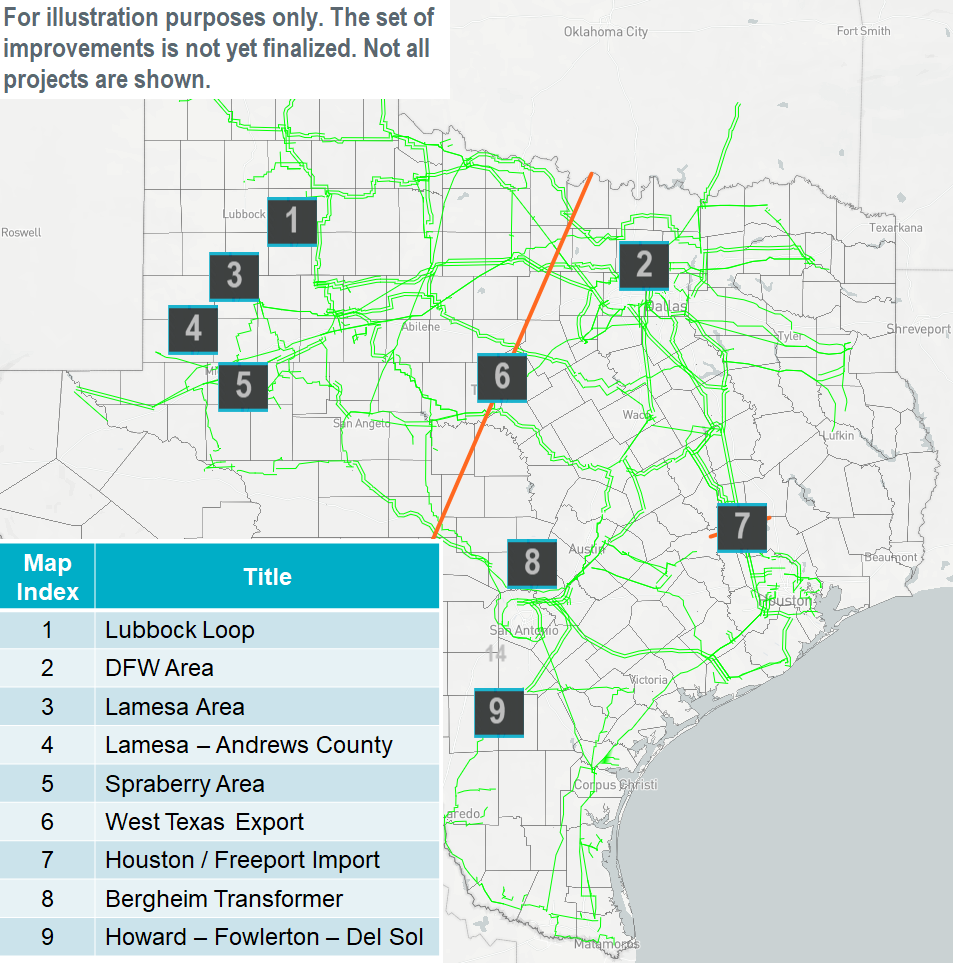 For illustration purposes only. The set of
improvements is not yet finalized. Not all
projects are shown.
Oklahoma City
Fort Smith
Roswell
Lubbock
1
Texarkana
2
3
Dallas
4
Abilene
Tyler
Shreveport
5
6
Waco
San Angelo
Lufkin
7
Austin
8
Beaumont
Houston
San Antonio
14
Victoria
9
Corpus Christi
aredo
Matamoros
Map
Index
Title
1 Lubbock Loop
2 DFW Area
3 Lamesa Area
4 Lamesa – Andrews County
5 Spraberry Area
6 West Texas Export
7 Houston / Freeport Import
8 Bergheim Transformer
9 Howard – Fowlerton – Del Sol